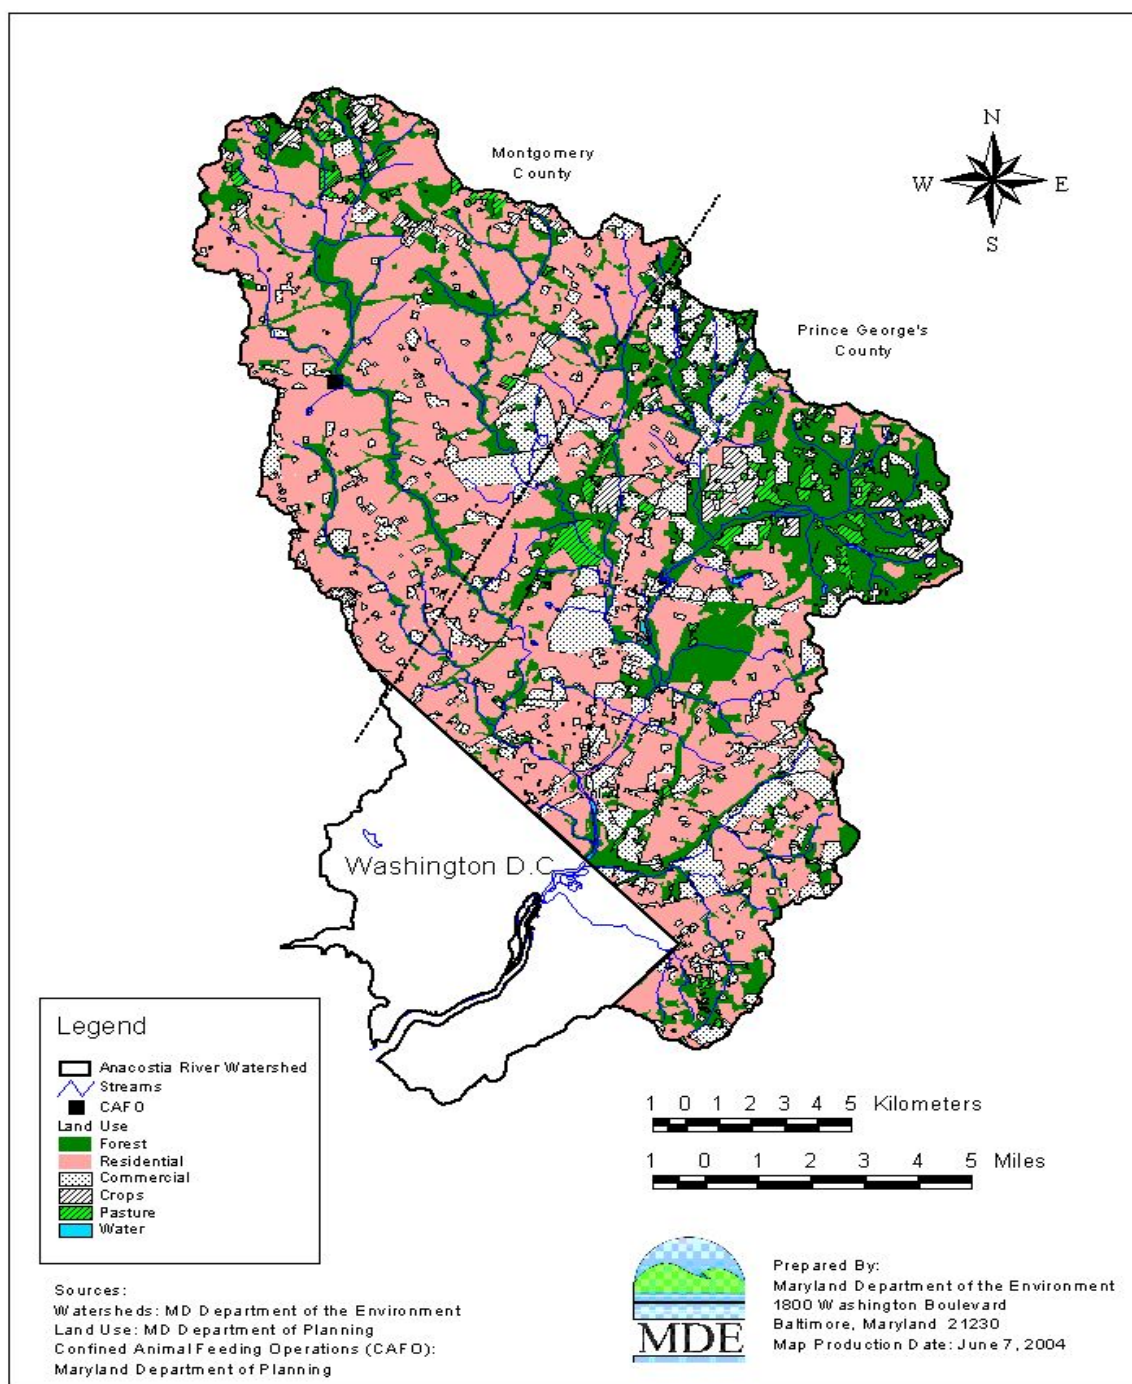 N
Montgomery
County
W E
S
Prince George's
County
Washington D.C.
Legend
Anacostia River Watershed
Streams
CAFO
Land Use
Forest
Residential
Commercial
Crops
Pasture
Water
1 0 1 2 3 4 5 Kilometers
1 0 1 2 3 4 5 Miles
Sources:
Watersheds: MD Department of the Environment
Land Use: MD Department of Planning
Confined Animal Feeding Operations (CAFO):
Maryland Department of Planning
MDE
Prepared By:
Maryland Department of the Environment
1800 Washington Boulevard
Baltimore, Maryland 21230
Map Production Date: June 7, 2004